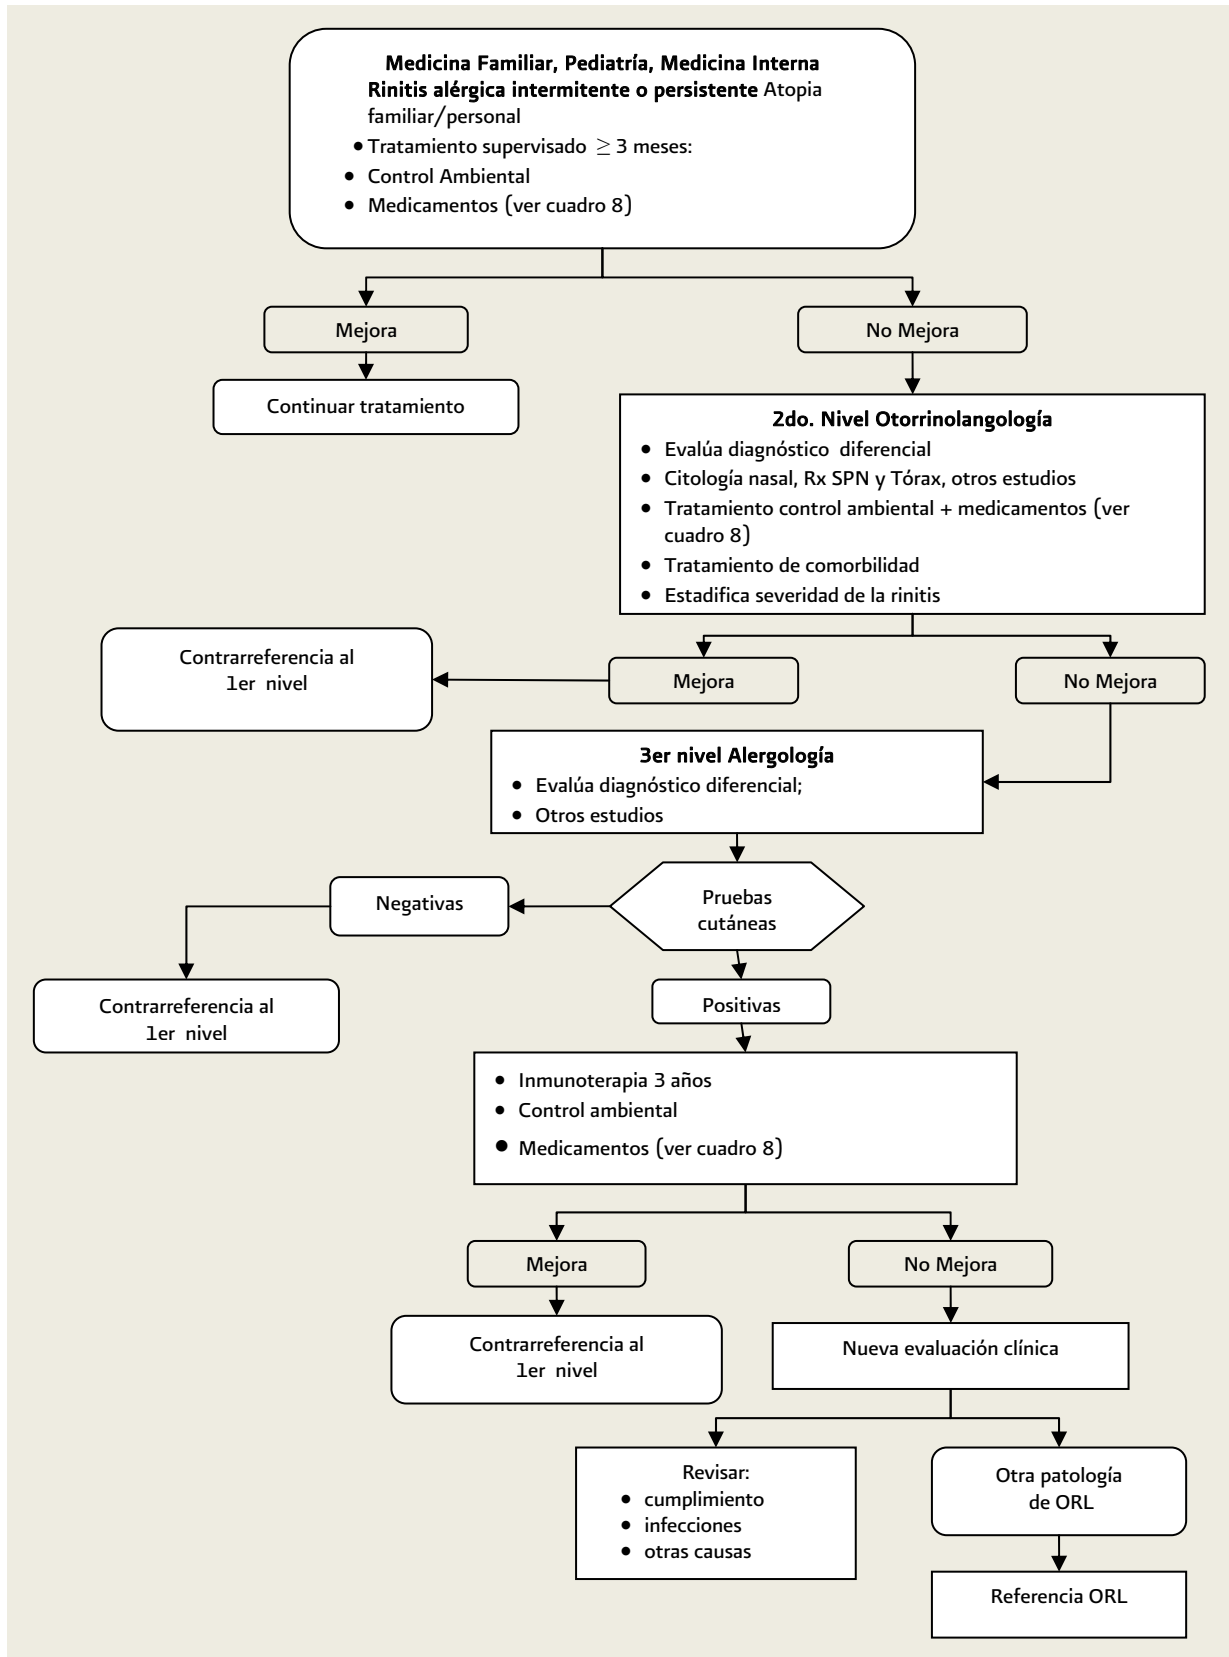 Medicina Familiar, Pediatría, Medicina Interna
Rinitis alérgica intermitente o persistente Atopia
familiar/personal
• Tratamiento supervisado ≥ 3 meses:
• Control Ambiental
• Medicamentos (ver cuadro 8)
Mejora
No Mejora
Continuar tratamiento
2do. Nivel Otorrinolangología
• Evalúa diagnóstico diferencial
• Citología nasal, Rx SPN y Tórax, otros estudios
• Tratamiento control ambiental + medicamentos (ver
cuadro 8)
• Tratamiento de comorbilidad
• Estadifica severidad de la rinitis
Contrarreferencia al
1er nivel
Mejora
No Mejora
3er nivel Alergología
• Evalúa diagnóstico diferencial;
• Otros estudios
Negativas
Pruebas
cutáneas
Contrarreferencia al
1er nivel
Positivas
• Inmunoterapia 3 años
• Control ambiental
• Medicamentos (ver cuadro 8)
Mejora
No Mejora
Contrarreferencia al
1er nivel
Nueva evaluación clínica
Revisar:
• cumplimiento
• infecciones
• otras causas
Otra patología
de ORL
Referencia ORL